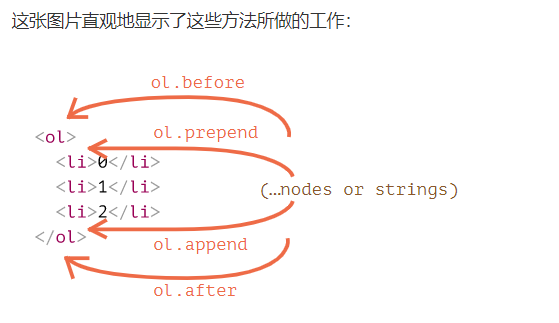 这张图片直观地显示了这些方法所做的工作：
ol.before
<ol>
ol.prepend
<li>0</li>
<li>1</li>
(…nodes or strings)
<li>2</li>
</ol>
ol.append
ol.after